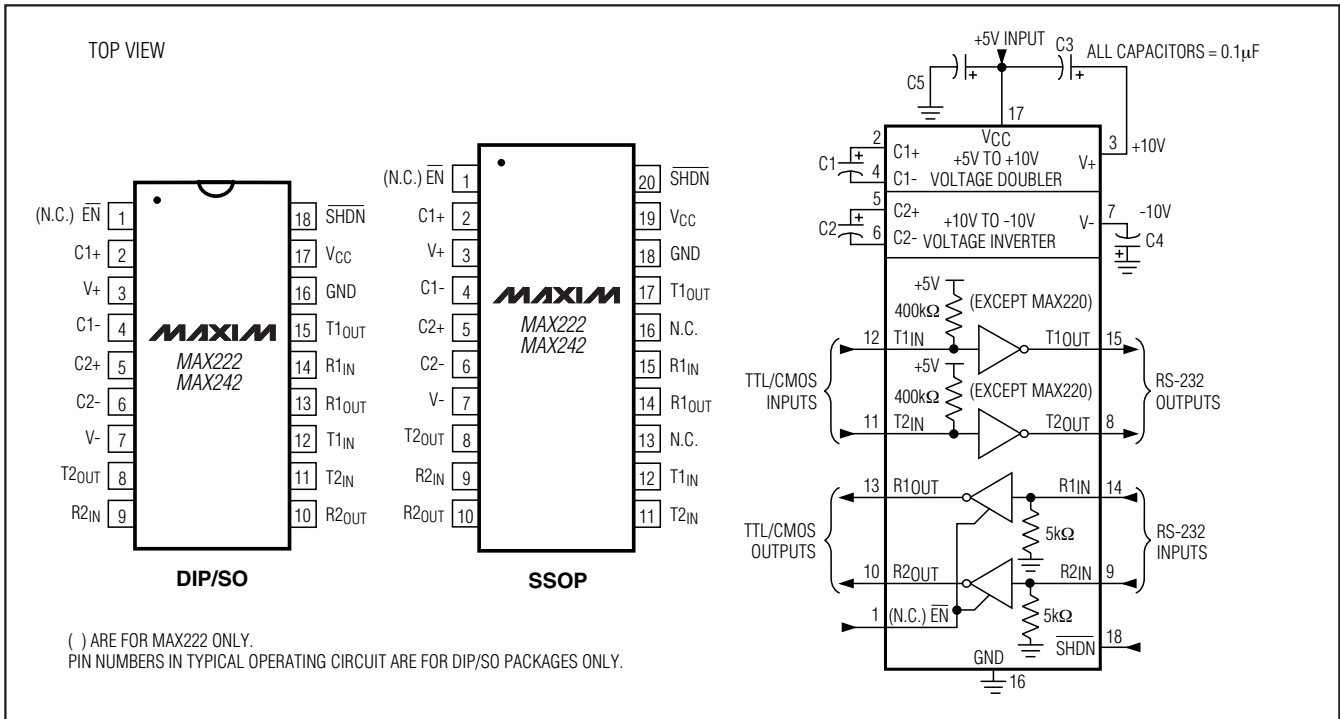 TOP VIEW
(N.C.) EN 1
C1+ 2
V+ 3
C1- 4
C2+ 5
C2- 6
V- 7
T2OUT 8
R2IN 9
18 SHDN
17 VCC
16 GND
15 T1OUT
14 R1IN
13 R1OUT
12 T1IN
11 T2IN
10 R2OUT
MAXIM
MAX222
MAX242
DIP/SO
(N.C.) EN 1
C1+ 2
V+ 3
C1- 4
C2+ 5
C2- 6
V- 7
T2OUT 8
R2IN 9
R2OUT 10
20 SHDN
19 VCC
18 GND
17 T1OUT
16 N.C.
15 R1IN
14 R1OUT
13 N.C.
12 T1IN
11 T2IN
MAXIM
MAX222
MAX242
SSOP
( ) ARE FOR MAX222 ONLY.
PIN NUMBERS IN TYPICAL OPERATING CIRCUIT ARE FOR DIP/SO PACKAGES ONLY.
+5V INPUT C3 ALL CAPACITORS = 0.1µF
C5
17
VCC
2 C1+ +5V TO +10V V+ 3 +10V
C1
4 C1- VOLTAGE DOUBLER
5 C2+ +10V TO -10V V- 7 -10V
C2 6 C2- VOLTAGE INVERTER C4
+5V
400kΩ (EXCEPT MAX220)
12 T1IN T1OUT 15
+5V
TTL/CMOS INPUTS
400kΩ (EXCEPT MAX220)
RS-232 OUTPUTS
11 T2IN T2OUT 8
13 R1OUT R1IN 14
5kΩ
TTL/CMOS OUTPUTS
RS-232 INPUTS
10 R2OUT R2IN 9
5kΩ
1 (N.C.) EN
SHDN 18
GND
16